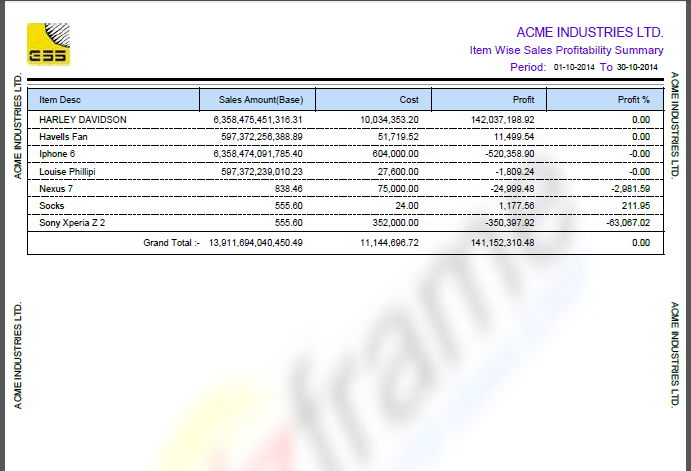 ACME INDUSTRIES LTD.
Item Wise Sales Profitability Summary
Period: 01-10-2014 To 30-10-2014
ESS
ACME INDUSTRIES LTD.
ACME INDUSTRIES LTD.
Item Desc Sales Amount(Base) Cost Profit Profit %
HARLEY DAVIDSON 6,358,475,451,316.31 10,034,353.20 142,037,198.92 0.00
Havells Fan 597,372,256,388.89 51,719.52 11,499.54 0.00
Iphone 6 6,358,474,091,785.40 604,000.00 -520,358.90 -0.00
Louise Phillipi 597,372,239,010.23 27,600.00 -1,809.24 -0.00
Nexus 7 838.46 75,000.00 -24,999.48 -2,981.59
Socks 555.60 24.00 1,177.56 211.95
Sony Xperia Z 2 555.60 352,000.00 -350,397.92 -63,067.02
Grand Total :- 13,911,694,040,450.49 11,144,696.72 141,152,310.48 0.00
ACME INDUSTRIES LTD.
ACME INDUSTRIES LTD.
frame